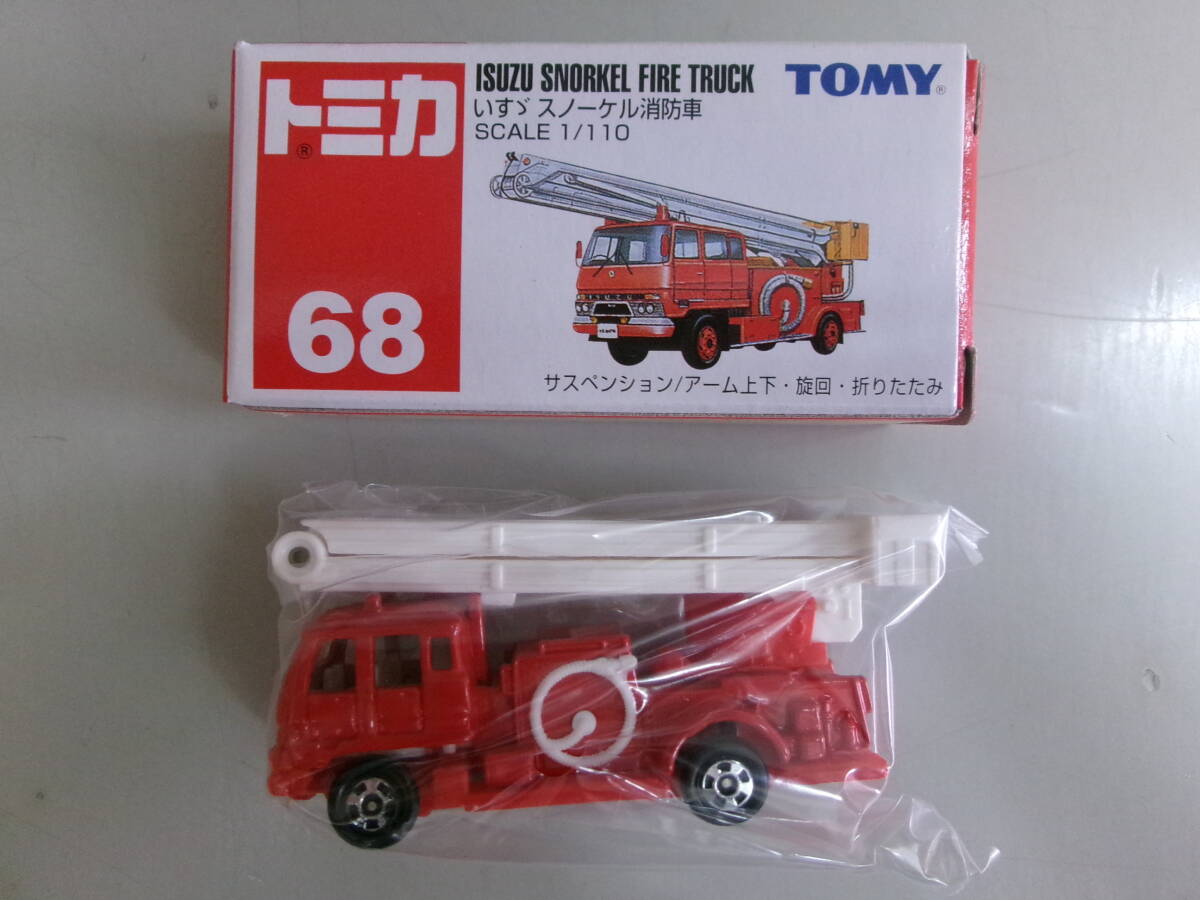 トミカ®
68
ISUZU SNORKEL FIRE TRUCK
いすゞ スノーケル消防車
SCALE 1/110
TOMY®
ISUZU
サスペンション/アーム上下・旋回・折りたたみ